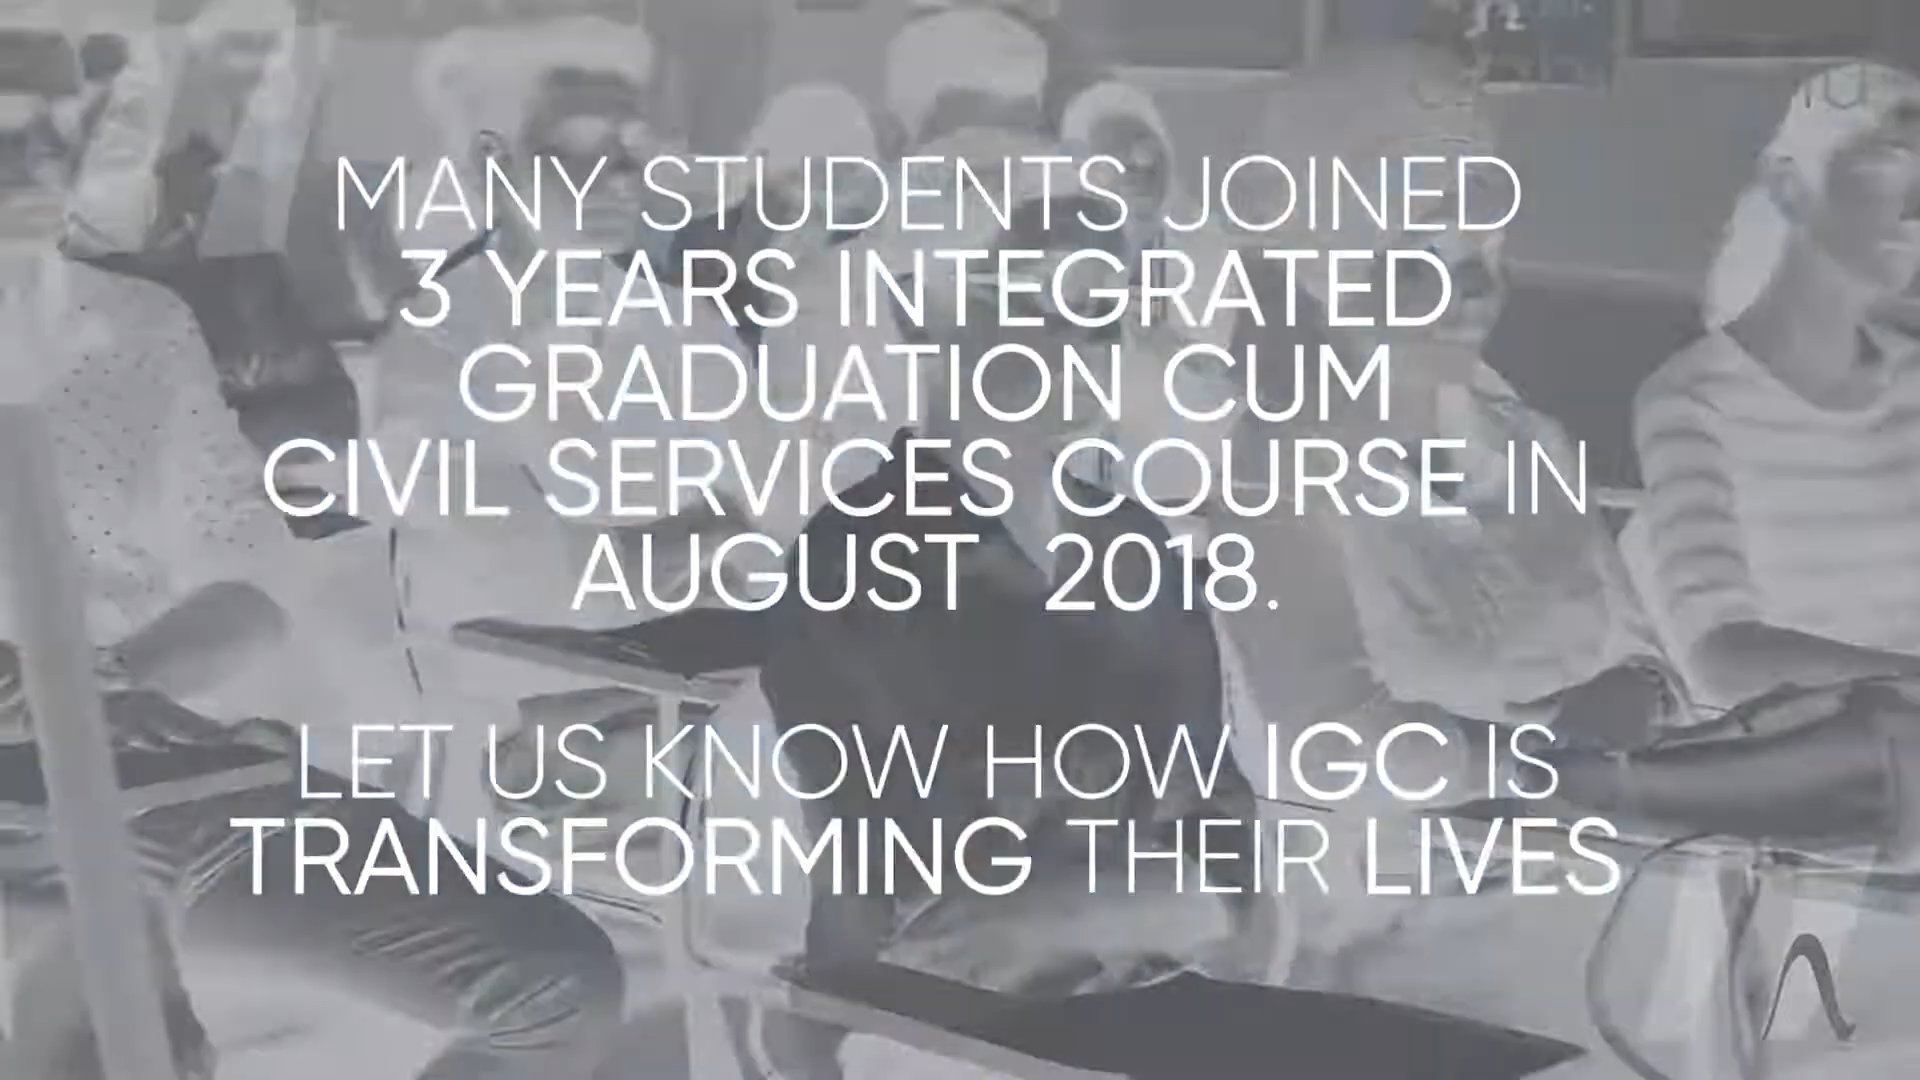 MANY STUDENTS JOINED
3 YEARS INTEGRATED
GRADUATION CUM
CIVIL SERVICES COURSE IN
AUGUST 2018.
LET US KNOW HOW IGC IS
TRANSFORMING THEIR LIVES